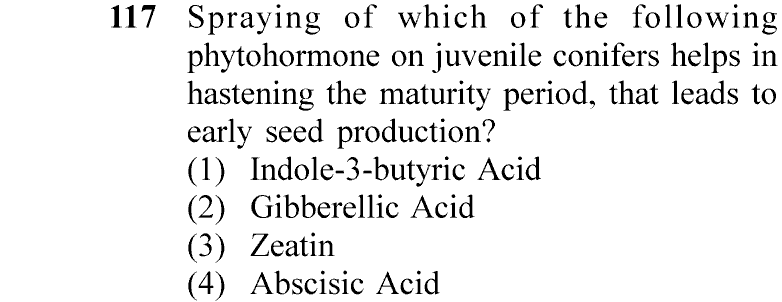 117 Spraying of which of the following
phytohormone on juvenile conifers helps in
hastening the maturity period, that leads to
early seed production?
(1) Indole-3-butyric Acid
(2) Gibberellic Acid
(3) Zeatin
(4) Abscisic Acid